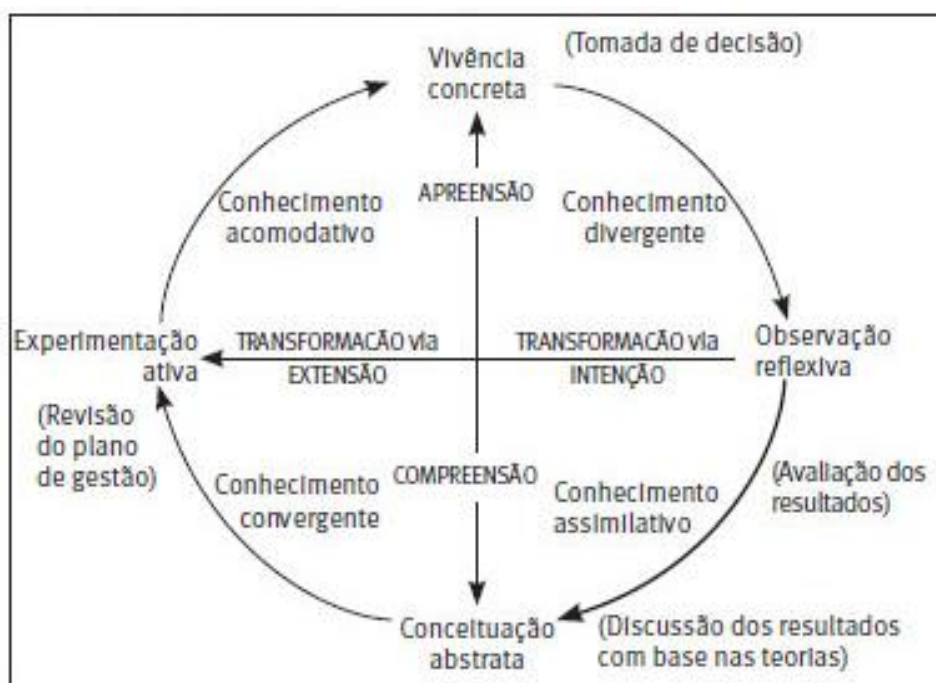 (Tomada de decisão)
Vivência
concreta
APREENSÃO
Conhecimento
acomodativo
Conhecimento
divergente
Experimentação
ativa
TRANSFORMACÃO via
EXTENSÃO
TRANSFORMACÃO via
INTENÇÃO
Observação
reflexiva
(Revisão
do plano
de gestão)
Conhecimento
convergente
COMPREENSÃO
Conhecimento
assimilativo
(Avaliação dos
resultados)
Conceituação
abstrata
(Discussão dos resultados
com base nas teorias)